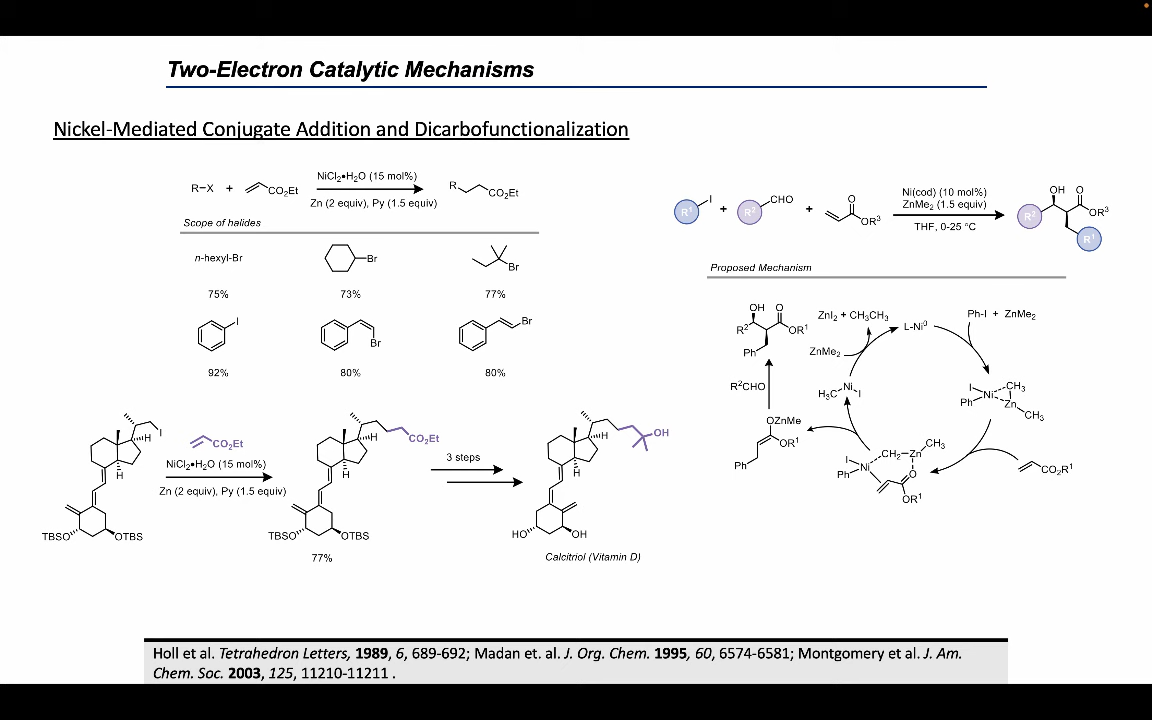 Two-Electron Catalytic Mechanisms
Nickel-Mediated Conjugate Addition and Dicarbofunctionalization
R–X + CO₂Et
NiCl₂•H₂O (15 mol%)
Zn (2 equiv), Py (1.5 equiv)
R CO₂Et
Scope of halides
n-hexyl-Br
Br
Br
75%
73%
77%
I
Br
Br
92%
80%
80%
I
H
H
TBSO OTBS
CO₂Et
NiCl₂•H₂O (15 mol%)
Zn (2 equiv), Py (1.5 equiv)
CO₂Et
H
H
TBSO OTBS
77%
3 steps
OH
H
H
HO OH
Calcitriol (Vitamin D)
R¹ I + R² CHO + O OR³
Ni(cod) (10 mol%)
ZnMe₂ (1.5 equiv)
THF, 0-25 °C
OH O
R² OR³
R¹
Proposed Mechanism
OH O
R² OR¹
Ph
ZnI₂ + CH₃CH₃
L-Ni⁰
Ph-I + ZnMe₂
ZnMe₂
R²CHO
H₃C Ni I
I Ni CH₃
Ph Zn
CH₃
OZnMe
OR¹
Ph
CH₃
I Ni CH₂ Zn
Ph O
OR¹
CO₂R¹
Holl et al. Tetrahedron Letters, 1989, 6, 689-692; Madan et. al. J. Org. Chem. 1995, 60, 6574-6581; Montgomery et al. J. Am.
Chem. Soc. 2003, 125, 11210-11211 .